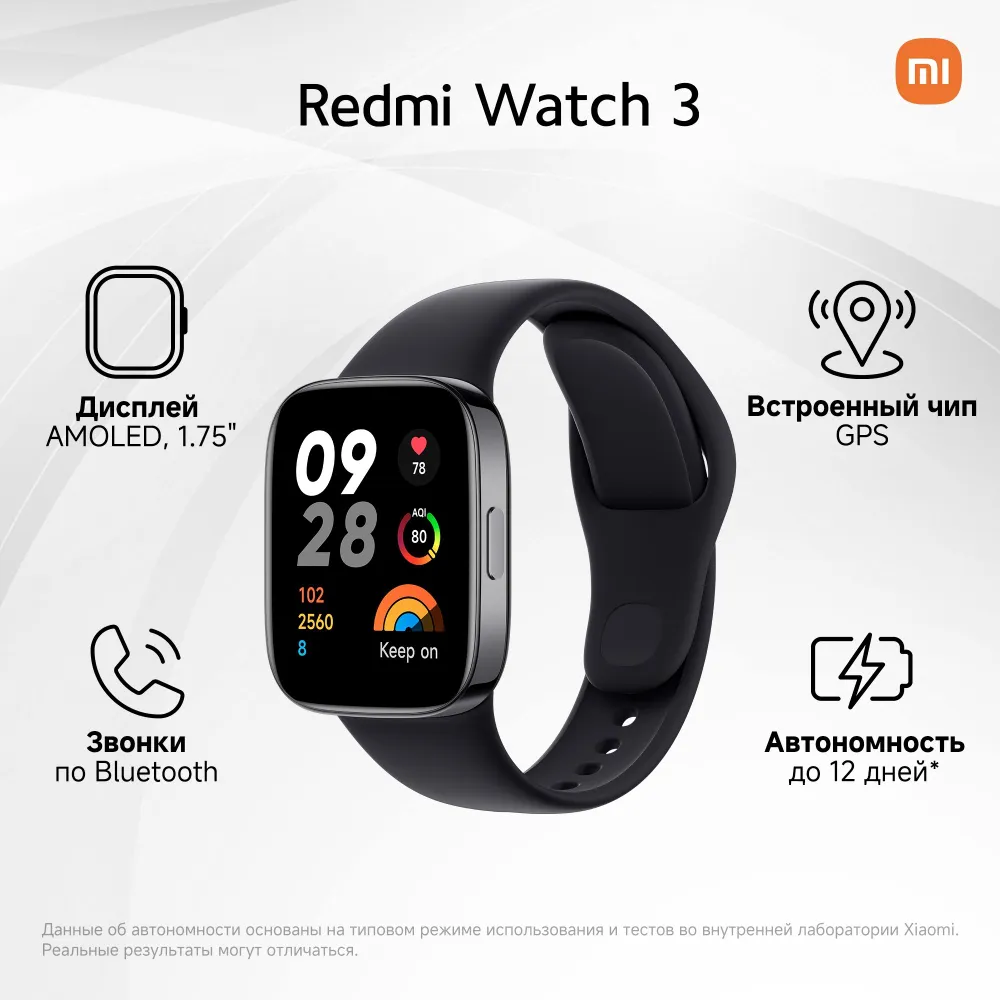 mi
Redmi Watch 3
Дисплей
AMOLED, 1.75"
Встроенный чип
GPS
09
78
28
AQI
80
102
2560
8
Keep on
Звонки
по Bluetooth
Автономность
до 12 дней*
Данные об автономности основаны на типовом режиме использования и тестов во внутренней лаборатории Xiaomi.
Реальные результаты могут отличаться.